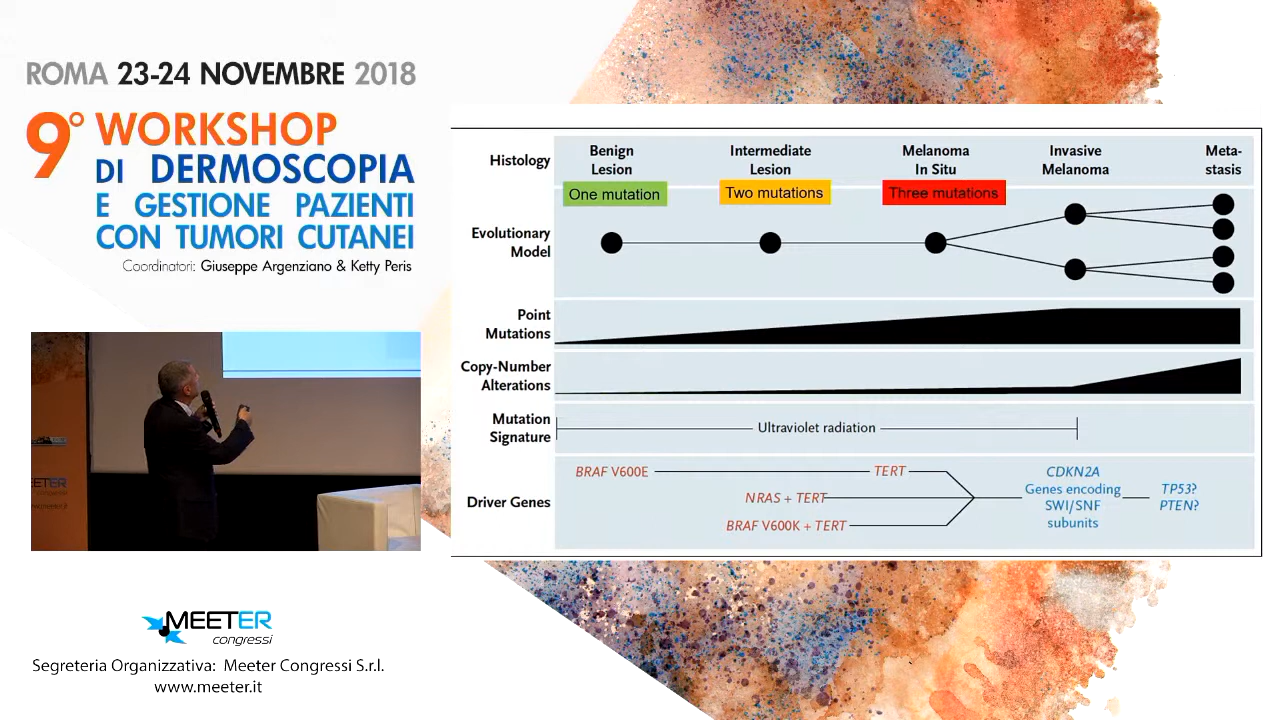 ROMA 23-24 NOVEMBRE 2018
9° WORKSHOP
DI DERMOSCOPIA
E GESTIONE PAZIENTI
CON TUMORI CUTANEI
Coordinatori: Giuseppe Argenziano & Ketty Peris
MEETER
congressi
Segreteria Organizzativa: Meeter Congressi S.r.l.
www.meeter.it
Histology
Benign
Lesion
Intermediate
Lesion
Melanoma
In Situ
Invasive
Melanoma
Meta-
stasis
One mutation
Two mutations
Three mutations
Evolutionary
Model
Point
Mutations
Copy-Number
Alterations
Mutation
Signature
Ultraviolet radiation
Driver Genes
BRAF V600E
TERT
NRAS + TERT
BRAF V600K + TERT
CDKN2A
Genes encoding
SWI/SNF
subunits
TP53?
PTEN?